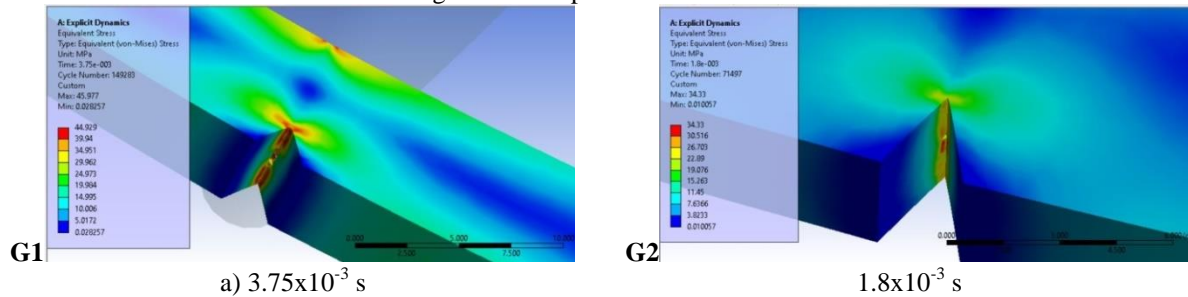 A: Explicit Dynamics
Equivalent Stress
Type: Equivalent (von-Mises) Stress
Unit: MPa
Time: 3.75e-003
Cycle Number: 149283
Custom
Max: 45.977
Min: 0.028257
44.929
39.94
34.951
29.962
24.973
19.984
14.995
10.006
5.0172
0.028257
0.000
5.000
10.000
2.500
7.500
G1
a) 3.75x10⁻³ s
A: Explicit Dynamics
Equivalent Stress
Type: Equivalent (von-Mises) Stress
Unit: MPa
Time: 1.8e-003
Cycle Number: 71497
Custom
Max: 34.33
Min: 0.010057
34.33
30.516
26.703
22.89
19.076
15.263
11.45
7.6366
3.8233
0.010057
0.000
G2
1.8x10⁻³ s